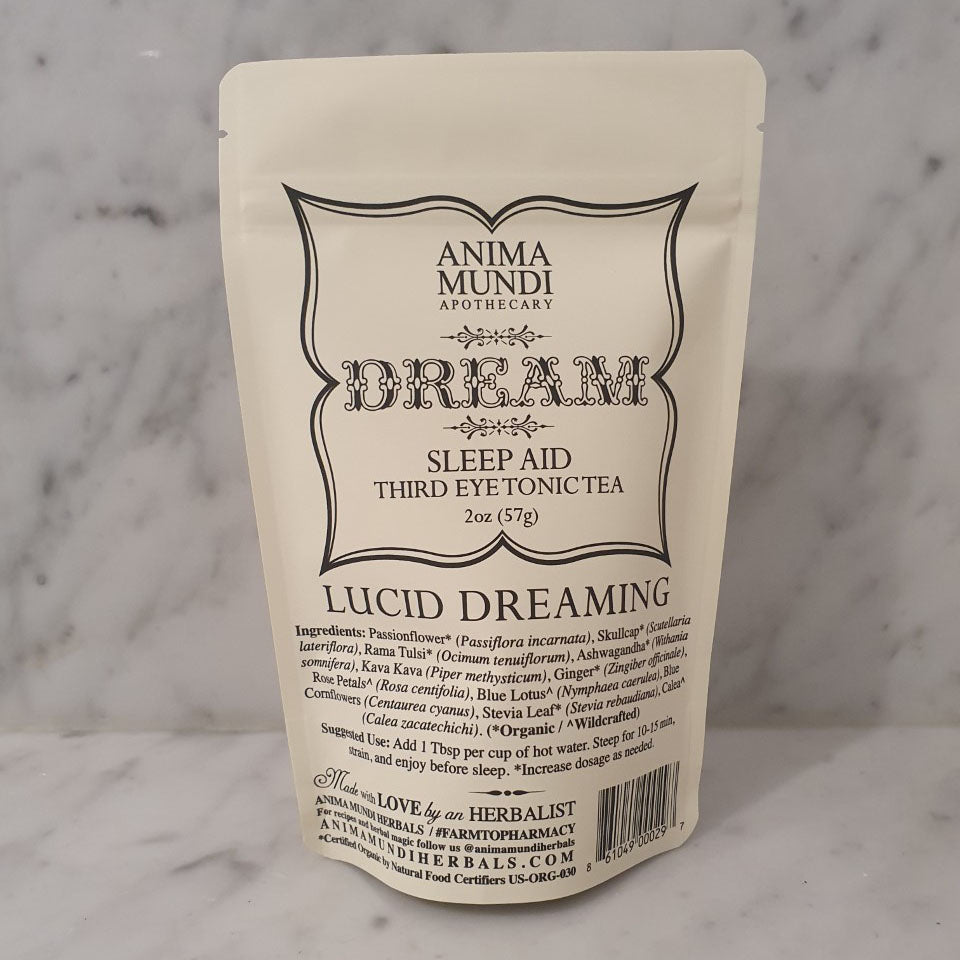 ANIMA
MUNDI
APOTHECARY
DREAM
SLEEP AID
THIRD EYE TONIC TEA
2oz (57g)
LUCID DREAMING
Ingredients: Passionflower* (Passiflora incarnata), Skullcap* (Scutellaria
lateriflora), Rama Tulsi* (Ocimum tenuiflorum), Ashwagandha* (Withania
somnifera), Kava Kava (Piper methysticum), Ginger* (Zingiber officinale),
Rose Petals^ (Rosa centifolia), Blue Lotus^ (Nymphaea caerulea), Blue
Cornflowers (Centaurea cyanus), Stevia Leaf* (Stevia rebaudiana), Calea^
(Calea zacatechichi). (*Organic / ^Wildcrafted)
Suggested Use: Add 1 Tbsp per cup of hot water. Steep for 10-15 min,
strain, and enjoy before sleep. *Increase dosage as needed.
Made with LOVE by an HERBALIST
ANIMA MUNDI HERBALS / #FARMTOPHARMACY
For recipes and herbal magic follow us @animamundiherbals
ANIMAMUNDIHERBALS.COM
*Certified Organic by Natural Food Certifiers US-ORG-030
8 61049 00029 7